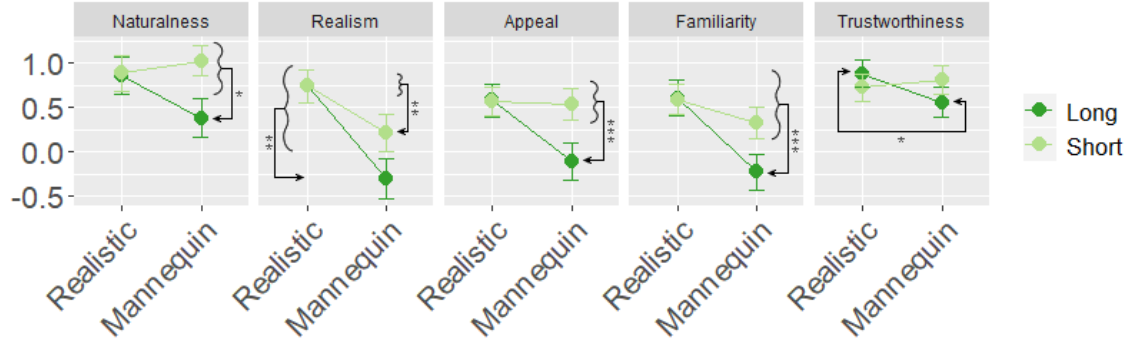 Naturalness Realism Appeal Familiarity Trustworthiness
1.0
0.5
0.0
-0.5
*
**
**
***
***
*
Realistic Mannequin Realistic Mannequin Realistic Mannequin Realistic Mannequin Realistic Mannequin
Long
Short